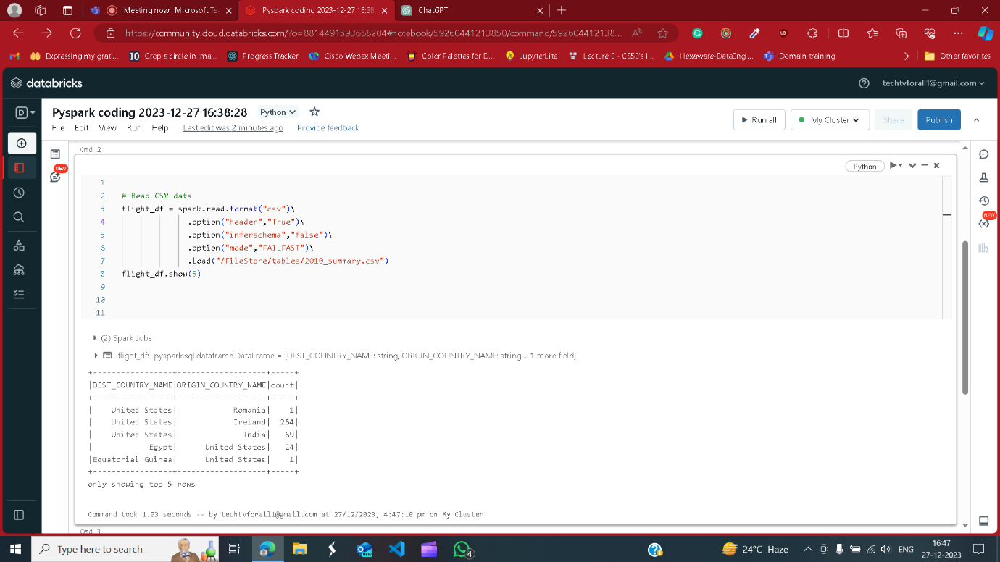 Meeting now | Microsoft Tea
Pyspark coding 2023-12-27 16:38
ChatGPT
https://community.cloud.databricks.com/?o=8814491593668204#notebook/59260441213850/command/592604412138...
Expressing my grati...
Crop a circle in ima...
Progress Tracker
Cisco Webex Meeti...
Color Palettes for D...
JupyterLite
Lecture 0 - CS50's I...
Hexaware-DataEngi...
Domain training
Other favorites
databricks
techtvforall1@gmail.com
D
Pyspark coding 2023-12-27 16:38:28
Python
File Edit View Run Help Last edit was 2 minutes ago Provide feedback
Run all
My Cluster
Share
Publish
NEW
NEW
Cmd 2
Python
1
2 # Read CSV data
3 flight_df = spark.read.format("csv")\
4 .option("header","True")\
5 .option("inferschema","false")\
6 .option("mode","FAILFAST")\
7 .load("/FileStore/tables/2010_summary.csv")
8 flight_df.show(5)
9
10
11
(2) Spark Jobs
flight_df: pyspark.sql.dataframe.DataFrame = [DEST_COUNTRY_NAME: string, ORIGIN_COUNTRY_NAME: string ... 1 more field]
+-----------------+-------------------+-----+
|DEST_COUNTRY_NAME|ORIGIN_COUNTRY_NAME|count|
+-----------------+-------------------+-----+
|    United States|            Romania|    1|
|    United States|            Ireland|  264|
|    United States|              India|   69|
|            Egypt|      United States|   24|
|Equatorial Guinea|      United States|    1|
+-----------------+-------------------+-----+
only showing top 5 rows
Command took 1.93 seconds -- by techtvforall1@gmail.com at 27/12/2023, 4:47:10 pm on My Cluster
Cmd 3
Type here to search
NEW
4
24°C Haze
ENG
16:47
27-12-2023